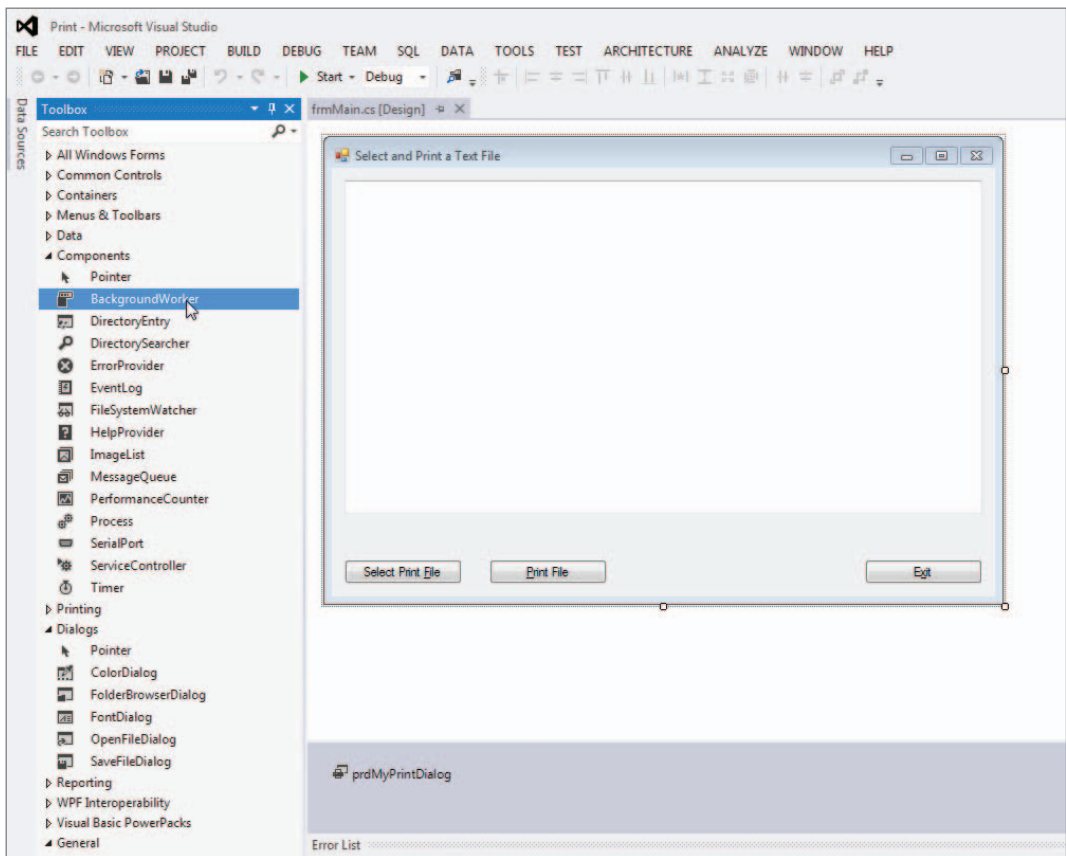 Print - Microsoft Visual Studio
FILE EDIT VIEW PROJECT BUILD DEBUG TEAM SQL DATA TOOLS TEST ARCHITECTURE ANALYZE WINDOW HELP
Start Debug
Data Sources
Toolbox
Search Toolbox
All Windows Forms
Common Controls
Containers
Menus & Toolbars
Data
Components
Pointer
BackgroundWorker
DirectoryEntry
DirectorySearcher
ErrorProvider
EventLog
FileSystemWatcher
HelpProvider
ImageList
MessageQueue
PerformanceCounter
Process
SerialPort
ServiceController
Timer
Printing
Dialogs
Pointer
ColorDialog
FolderBrowserDialog
FontDialog
OpenFileDialog
SaveFileDialog
Reporting
WPF Interoperability
Visual Basic PowerPacks
General
frmMain.cs [Design]
Select and Print a Text File
Select Print File Print File Exit
prdMyPrintDialog
Error List